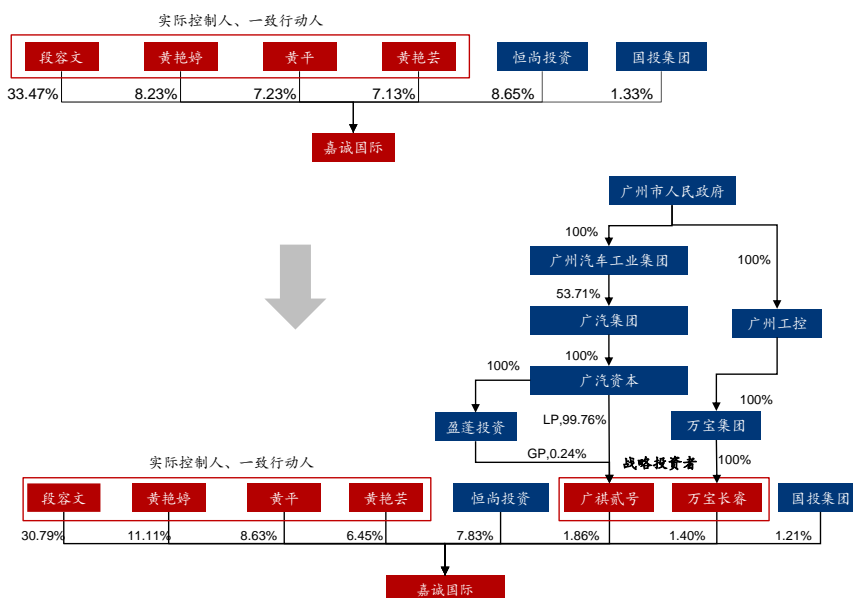 实际控制人、一致行动人
段容文 黄艳婷 黄平 黄艳芸 恒尚投资 国投集团
33.47% 8.23% 7.23% 7.13% 8.65% 1.33%
嘉诚国际
广州市人民政府
100%
广州汽车工业集团
100%
53.71%
广汽集团 广州工控
100%
100%
广汽资本
100%
盈蓬投资 LP,99.76% 万宝集团
GP,0.24% 战略投资者 100%
实际控制人、一致行动人
段容文 黄艳婷 黄平 黄艳芸 恒尚投资 广祺贰号 万宝长睿 国投集团
30.79% 11.11% 8.63% 6.45% 7.83% 1.86% 1.40% 1.21%
嘉诚国际